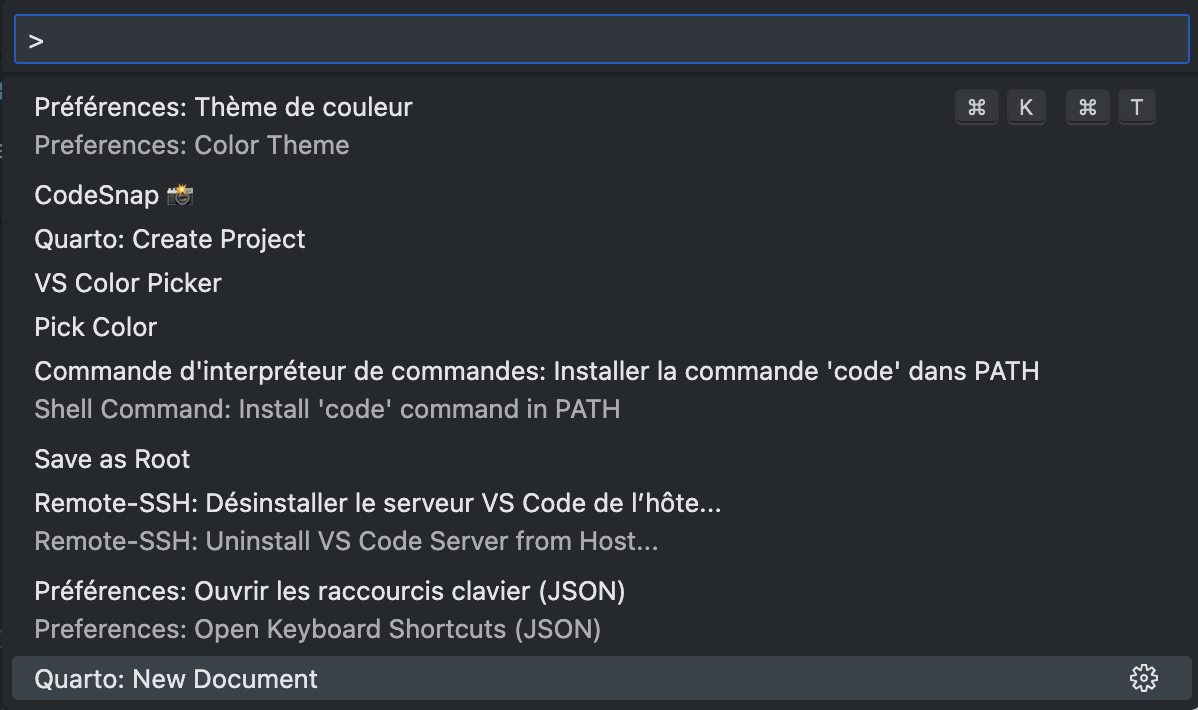 >
Préférences: Thème de couleur ⌘ K ⌘ T
Preferences: Color Theme
CodeSnap 📸
Quarto: Create Project
VS Color Picker
Pick Color
Commande d'interpréteur de commandes: Installer la commande 'code' dans PATH
Shell Command: Install 'code' command in PATH
Save as Root
Remote-SSH: Désinstaller le serveur VS Code de l’hôte...
Remote-SSH: Uninstall VS Code Server from Host...
Préférences: Ouvrir les raccourcis clavier (JSON)
Preferences: Open Keyboard Shortcuts (JSON)
Quarto: New Document